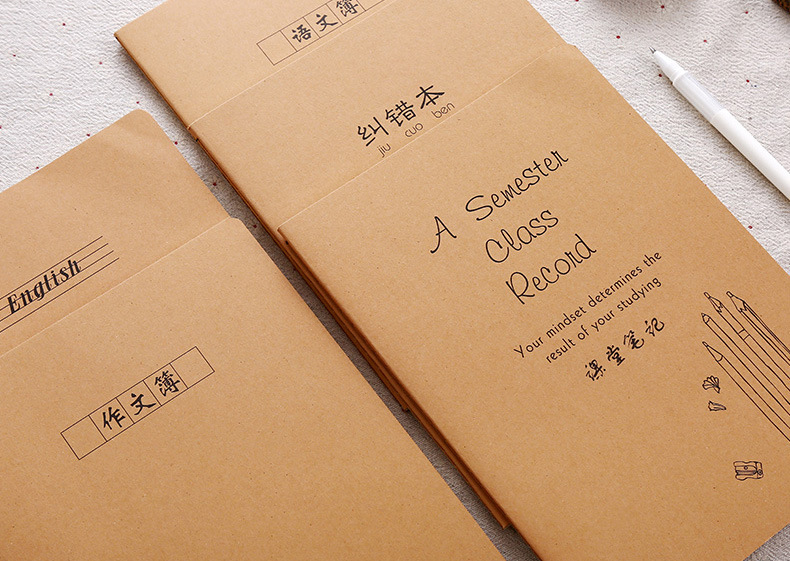 语文簿
纠错本
jiu cuo ben
A Semester
Class
Record
Your mindset determines the
result of your studying
课堂笔记
English
作文簿